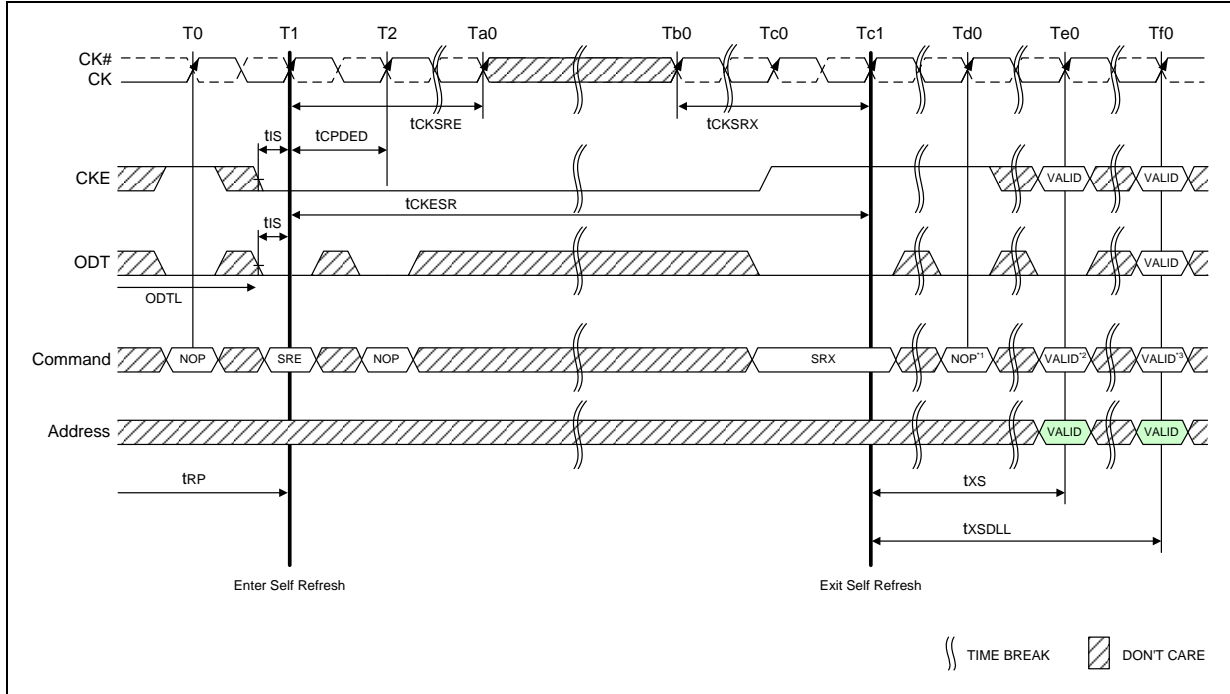 T0 T1 T2 Ta0 Tb0 Tc0 Tc1 Td0 Te0 Tf0
CK#
CK
tCKSRE tCKSRX
tIS tCPDED
CKE VALID VALID
tCKESR
tIS
ODT VALID
ODTL
Command NOP SRE NOP SRX NOP*1 VALID*2 VALID*3
Address VALID VALID
tRP tXS
tXSDLL
Enter Self Refresh Exit Self Refresh
TIME BREAK DON'T CARE